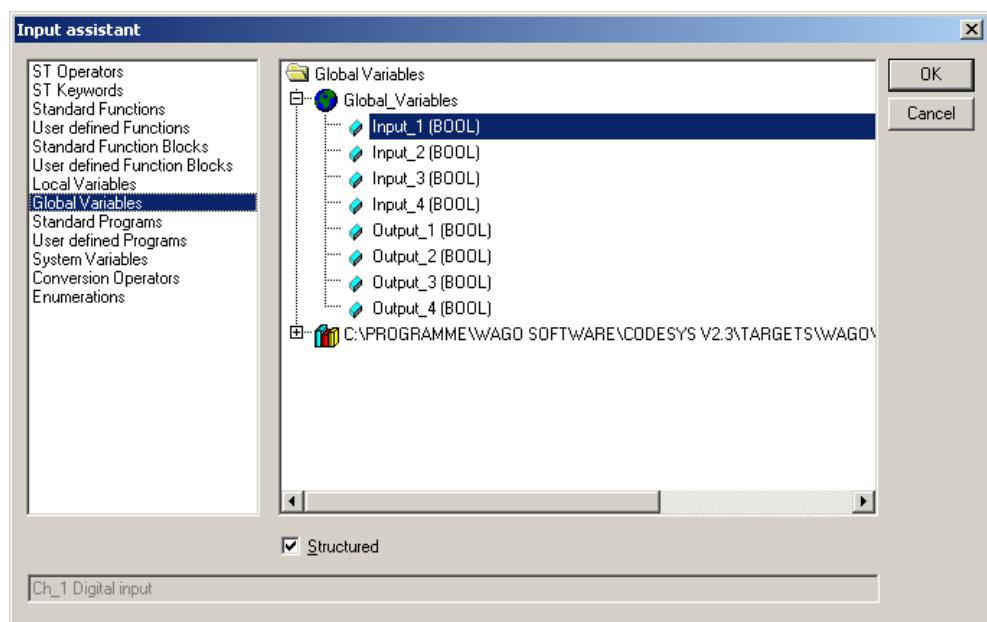 Input assistant
ST Operators
ST Keywords
Standard Functions
User defined Functions
Standard Function Blocks
User defined Function Blocks
Local Variables
Global Variables
Standard Programs
User defined Programs
System Variables
Conversion Operators
Enumerations
Global Variables
Global_Variables
Input_1 (BOOL)
Input_2 (BOOL)
Input_3 (BOOL)
Input_4 (BOOL)
Output_1 (BOOL)
Output_2 (BOOL)
Output_3 (BOOL)
Output_4 (BOOL)
C:\PROGRAMME\WAGO SOFTWARE\CODESYS V2.3\TARGETS\WAGO\
OK
Cancel
Structured
Ch_1 Digital input